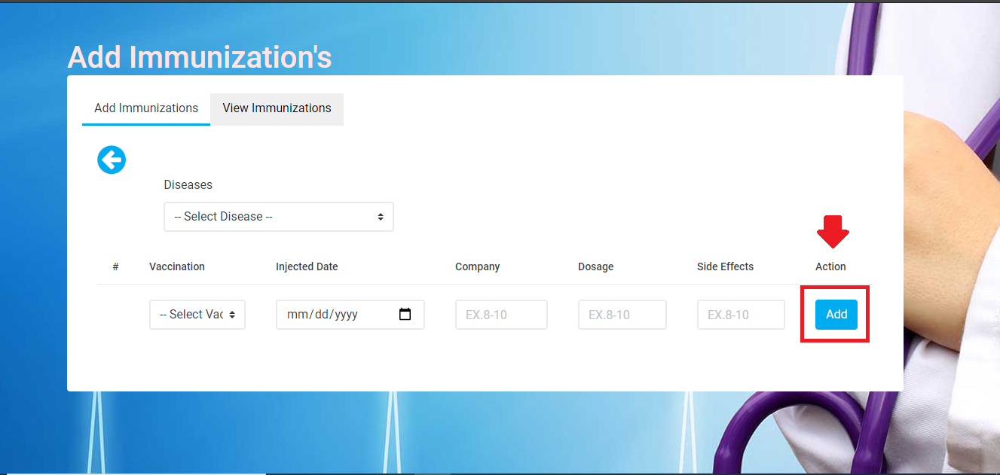 Add Immunization's
Add Immunizations View Immunizations
Diseases
-- Select Disease --
# Vaccination Injected Date Company Dosage Side Effects Action
-- Select Vac mm/dd/yyyy EX.8-10 EX.8-10 EX.8-10 Add